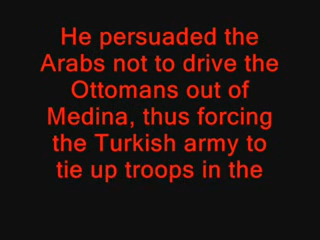 He persuaded the
Arabs not to drive the
Ottomans out of
Medina, thus forcing
the Turkish army to
tie up troops in the